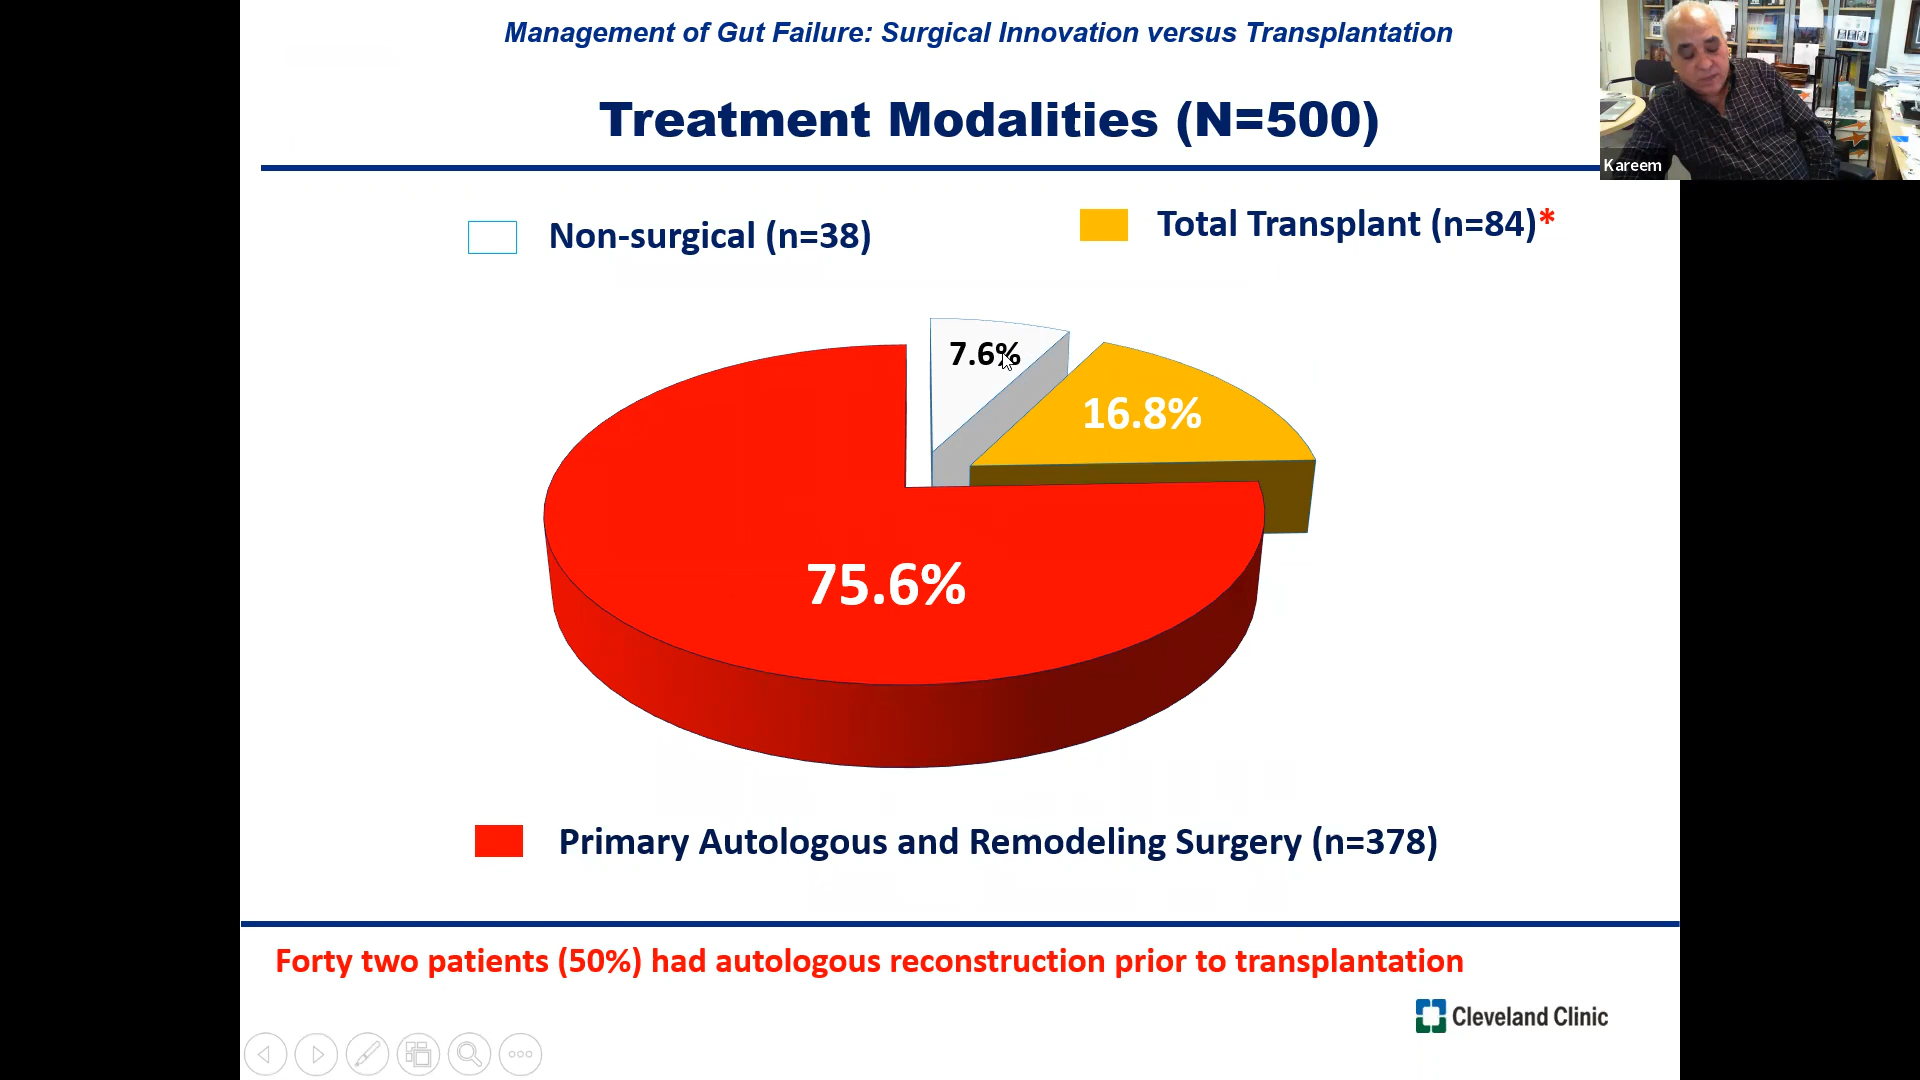 Management of Gut Failure: Surgical Innovation versus Transplantation
Treatment Modalities (N=500)
Kareem
Non-surgical (n=38)
Total Transplant (n=84)*
7.6%
16.8%
75.6%
Primary Autologous and Remodeling Surgery (n=378)
Forty two patients (50%) had autologous reconstruction prior to transplantation
Cleveland Clinic